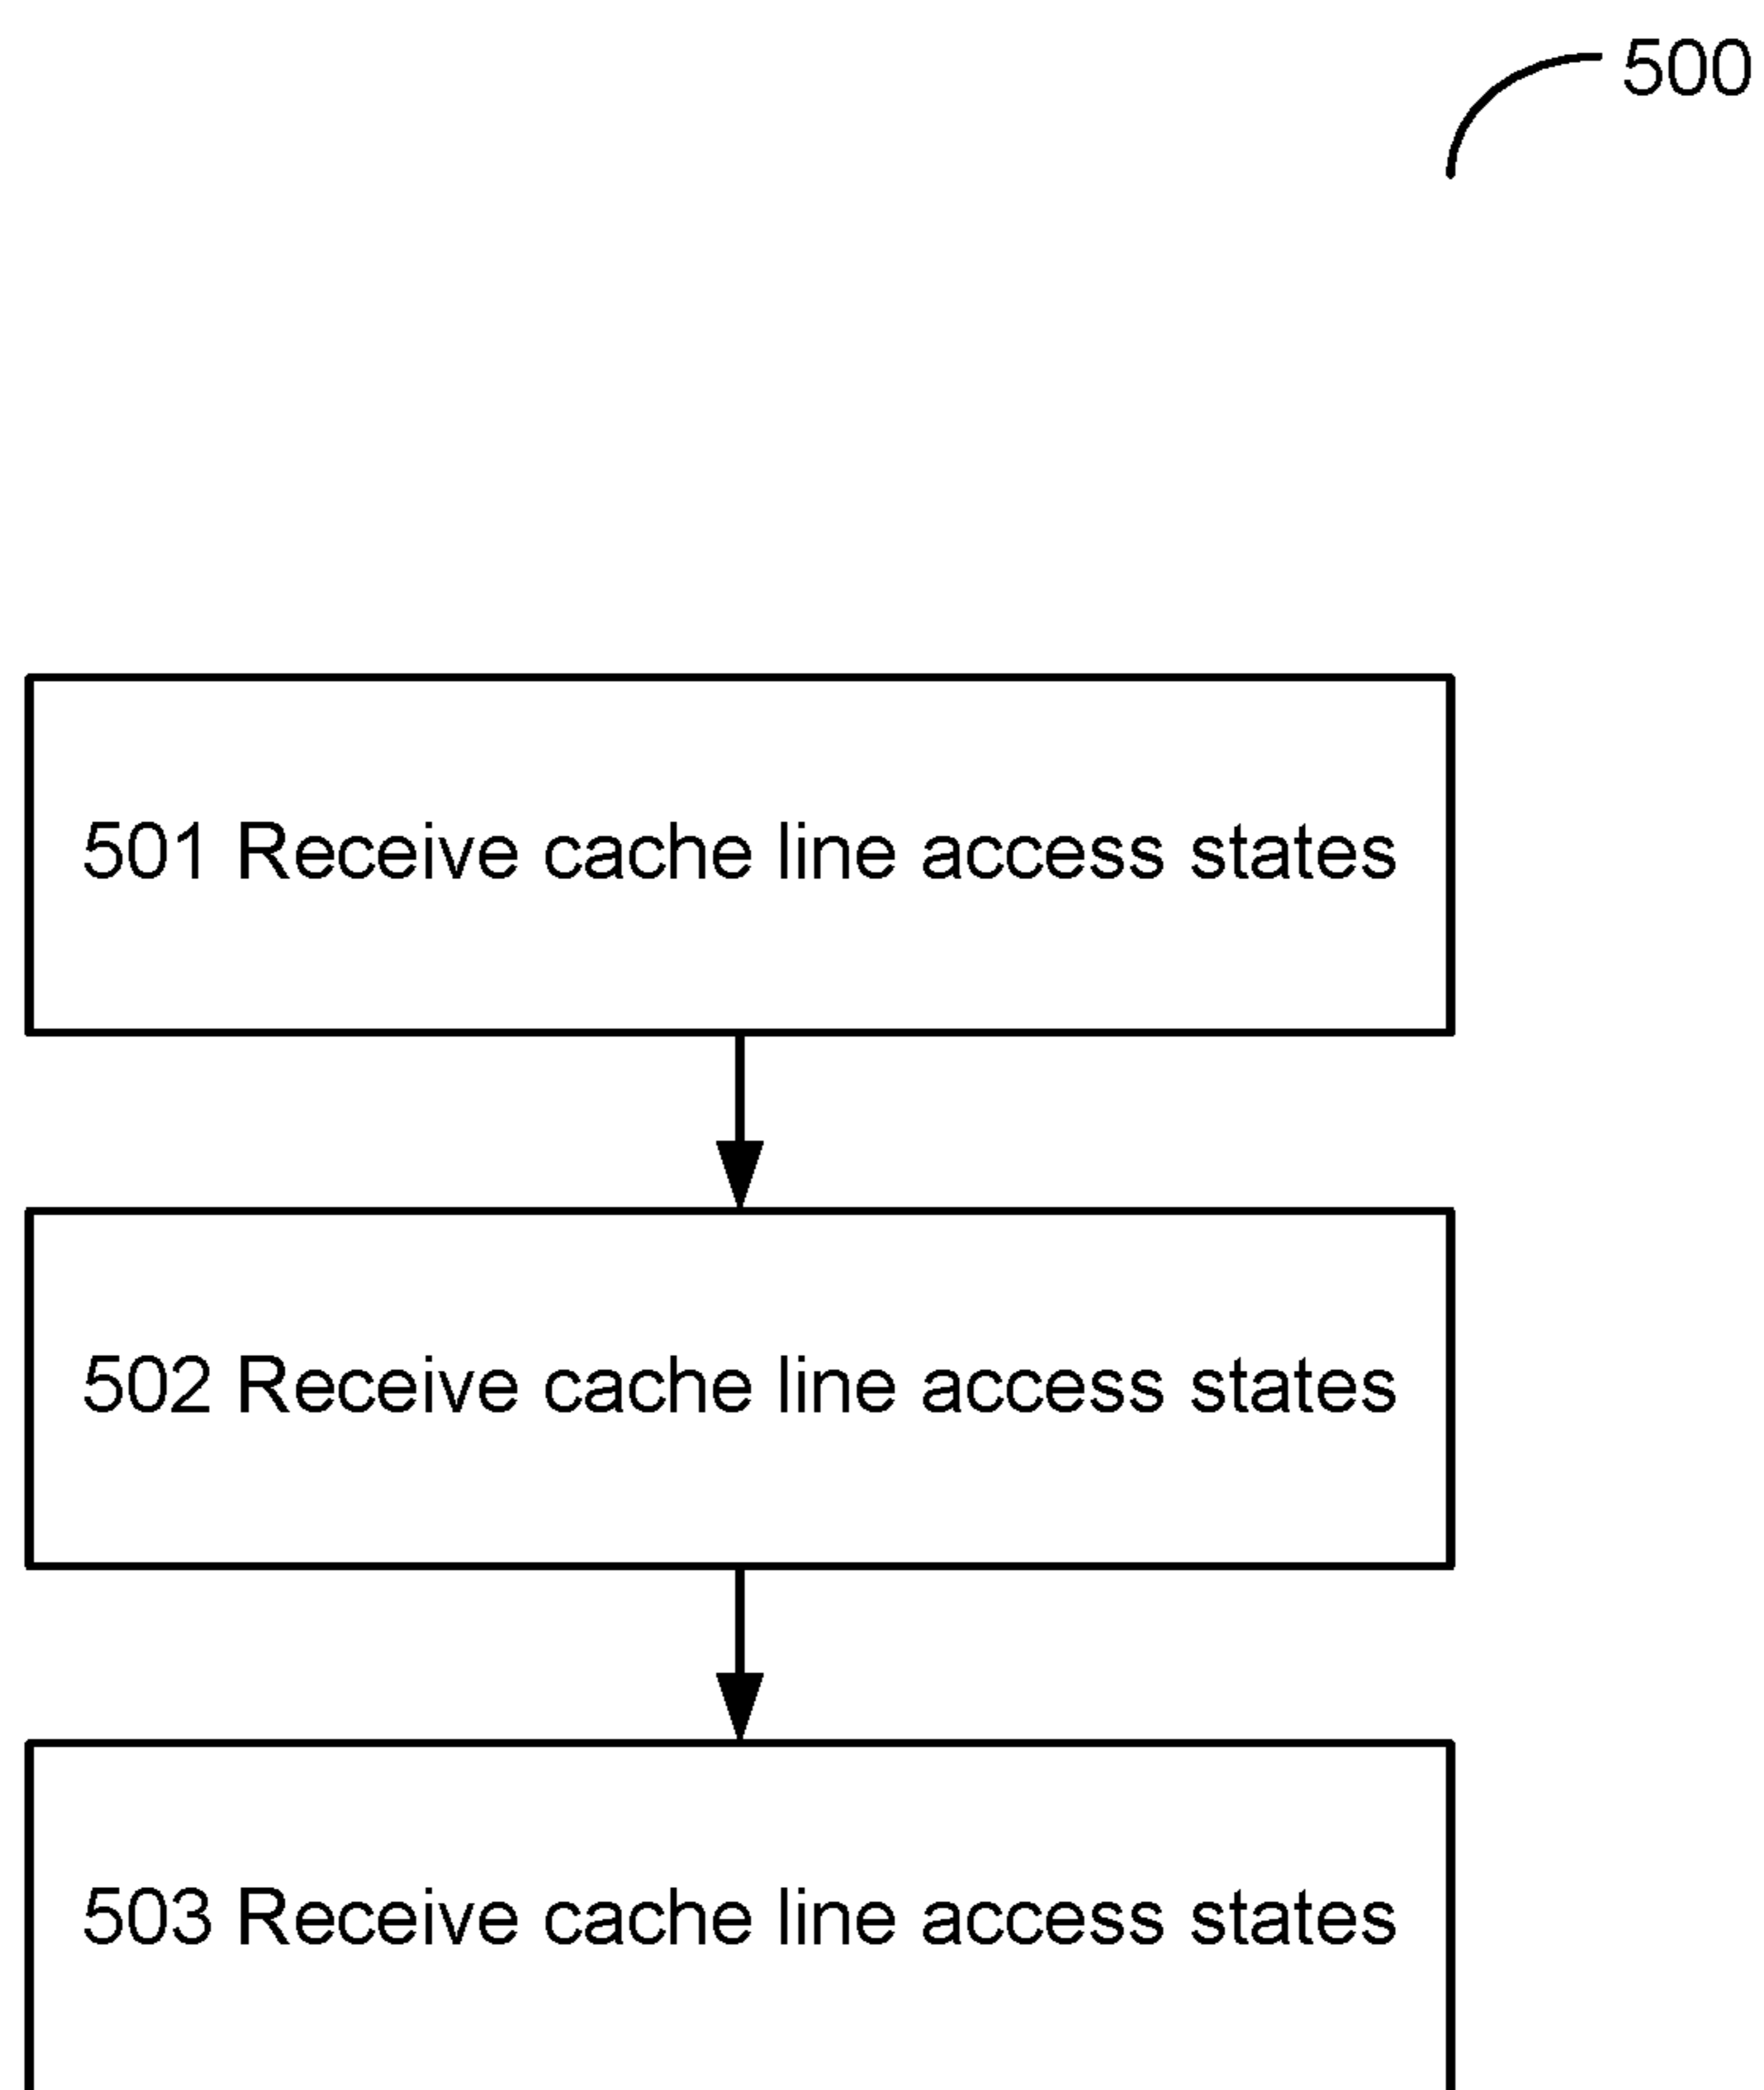 500
501 Receive cache line access states
502 Receive cache line access states
503 Receive cache line access states